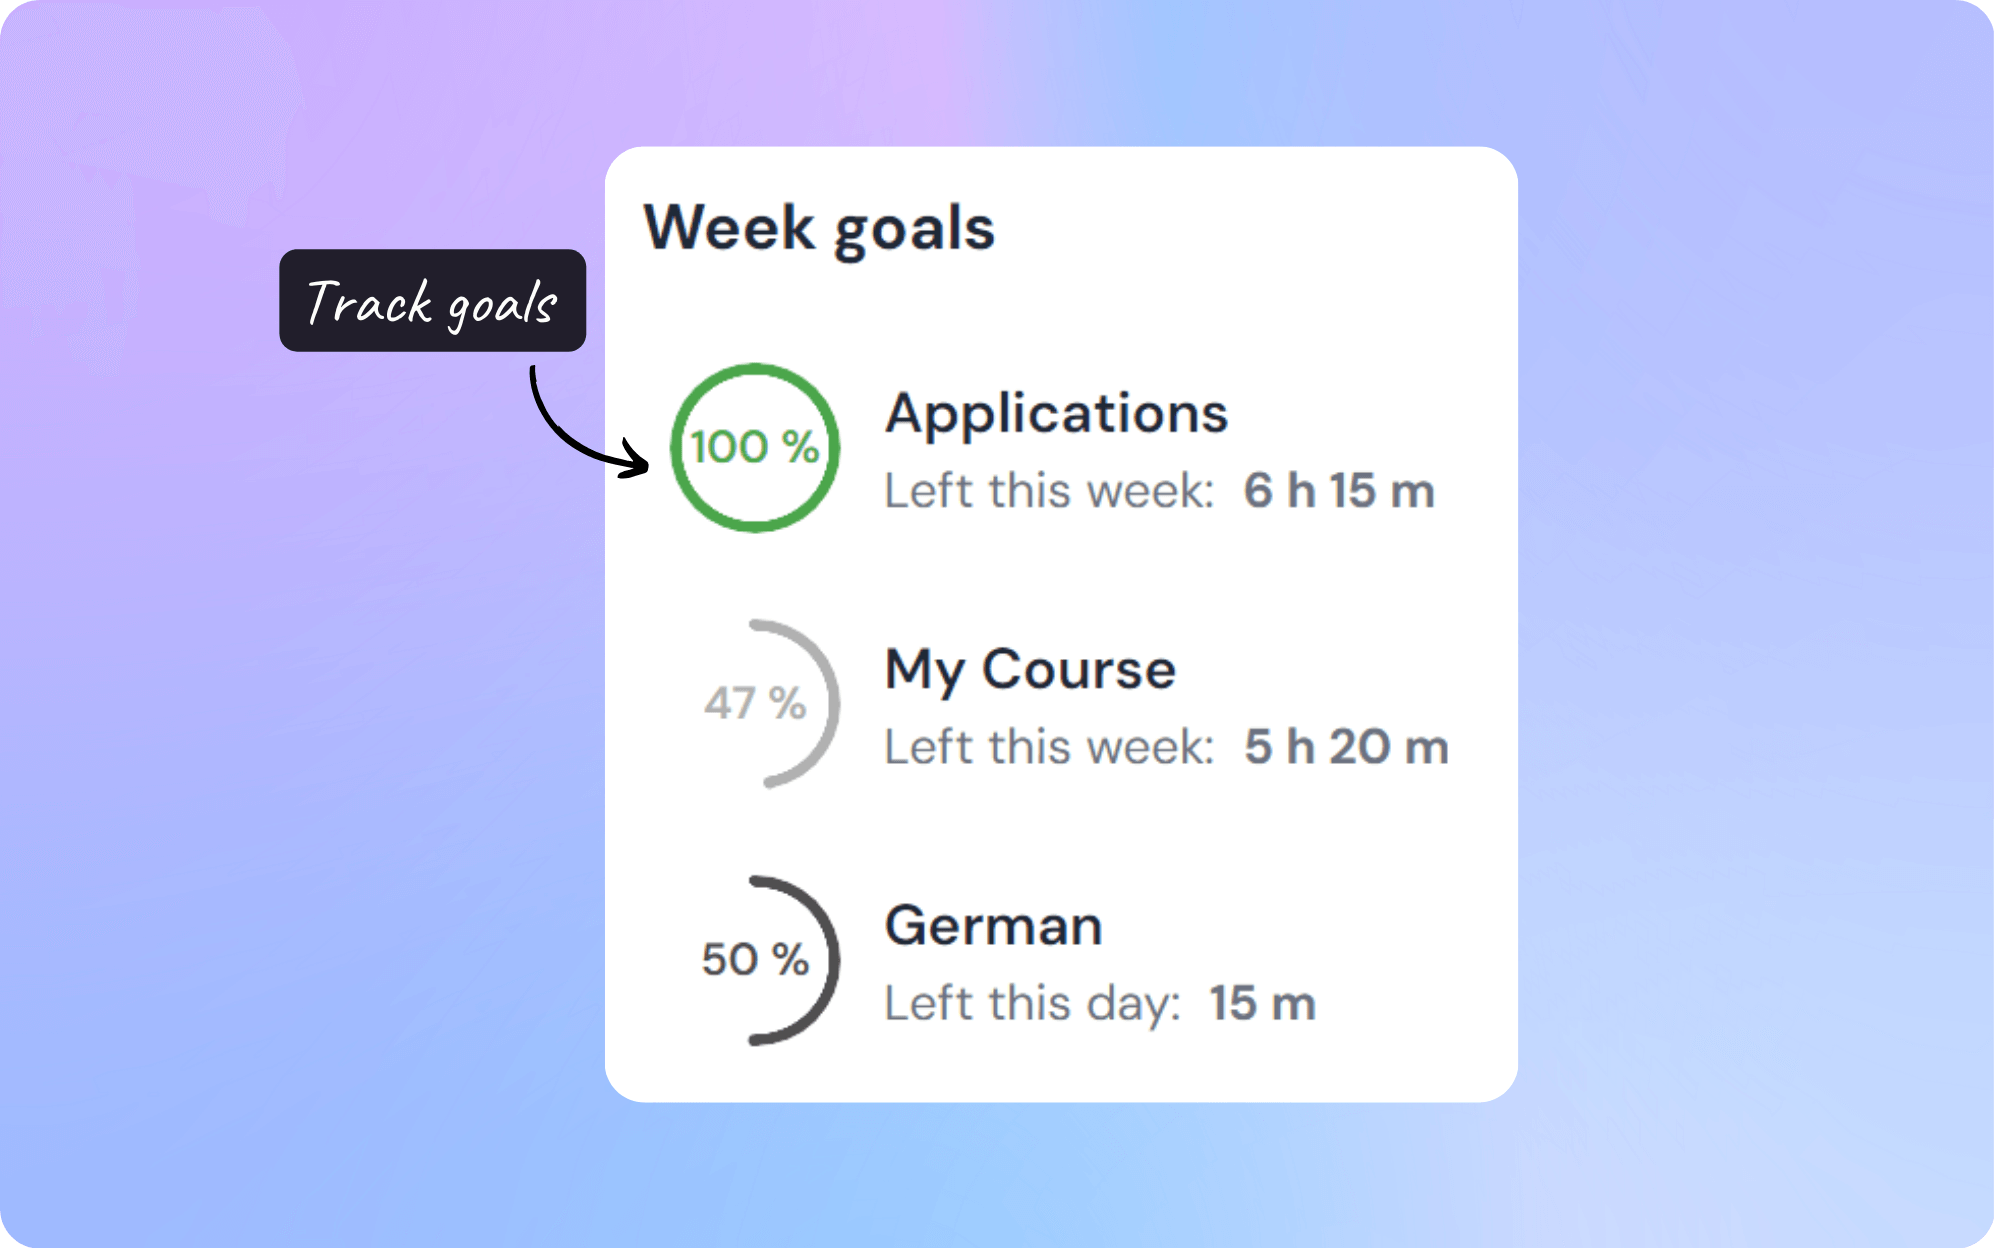 Week goals
Track goals
100 %
Applications
Left this week: 6 h 15 m
47 %
My Course
Left this week: 5 h 20 m
50 %
German
Left this day: 15 m